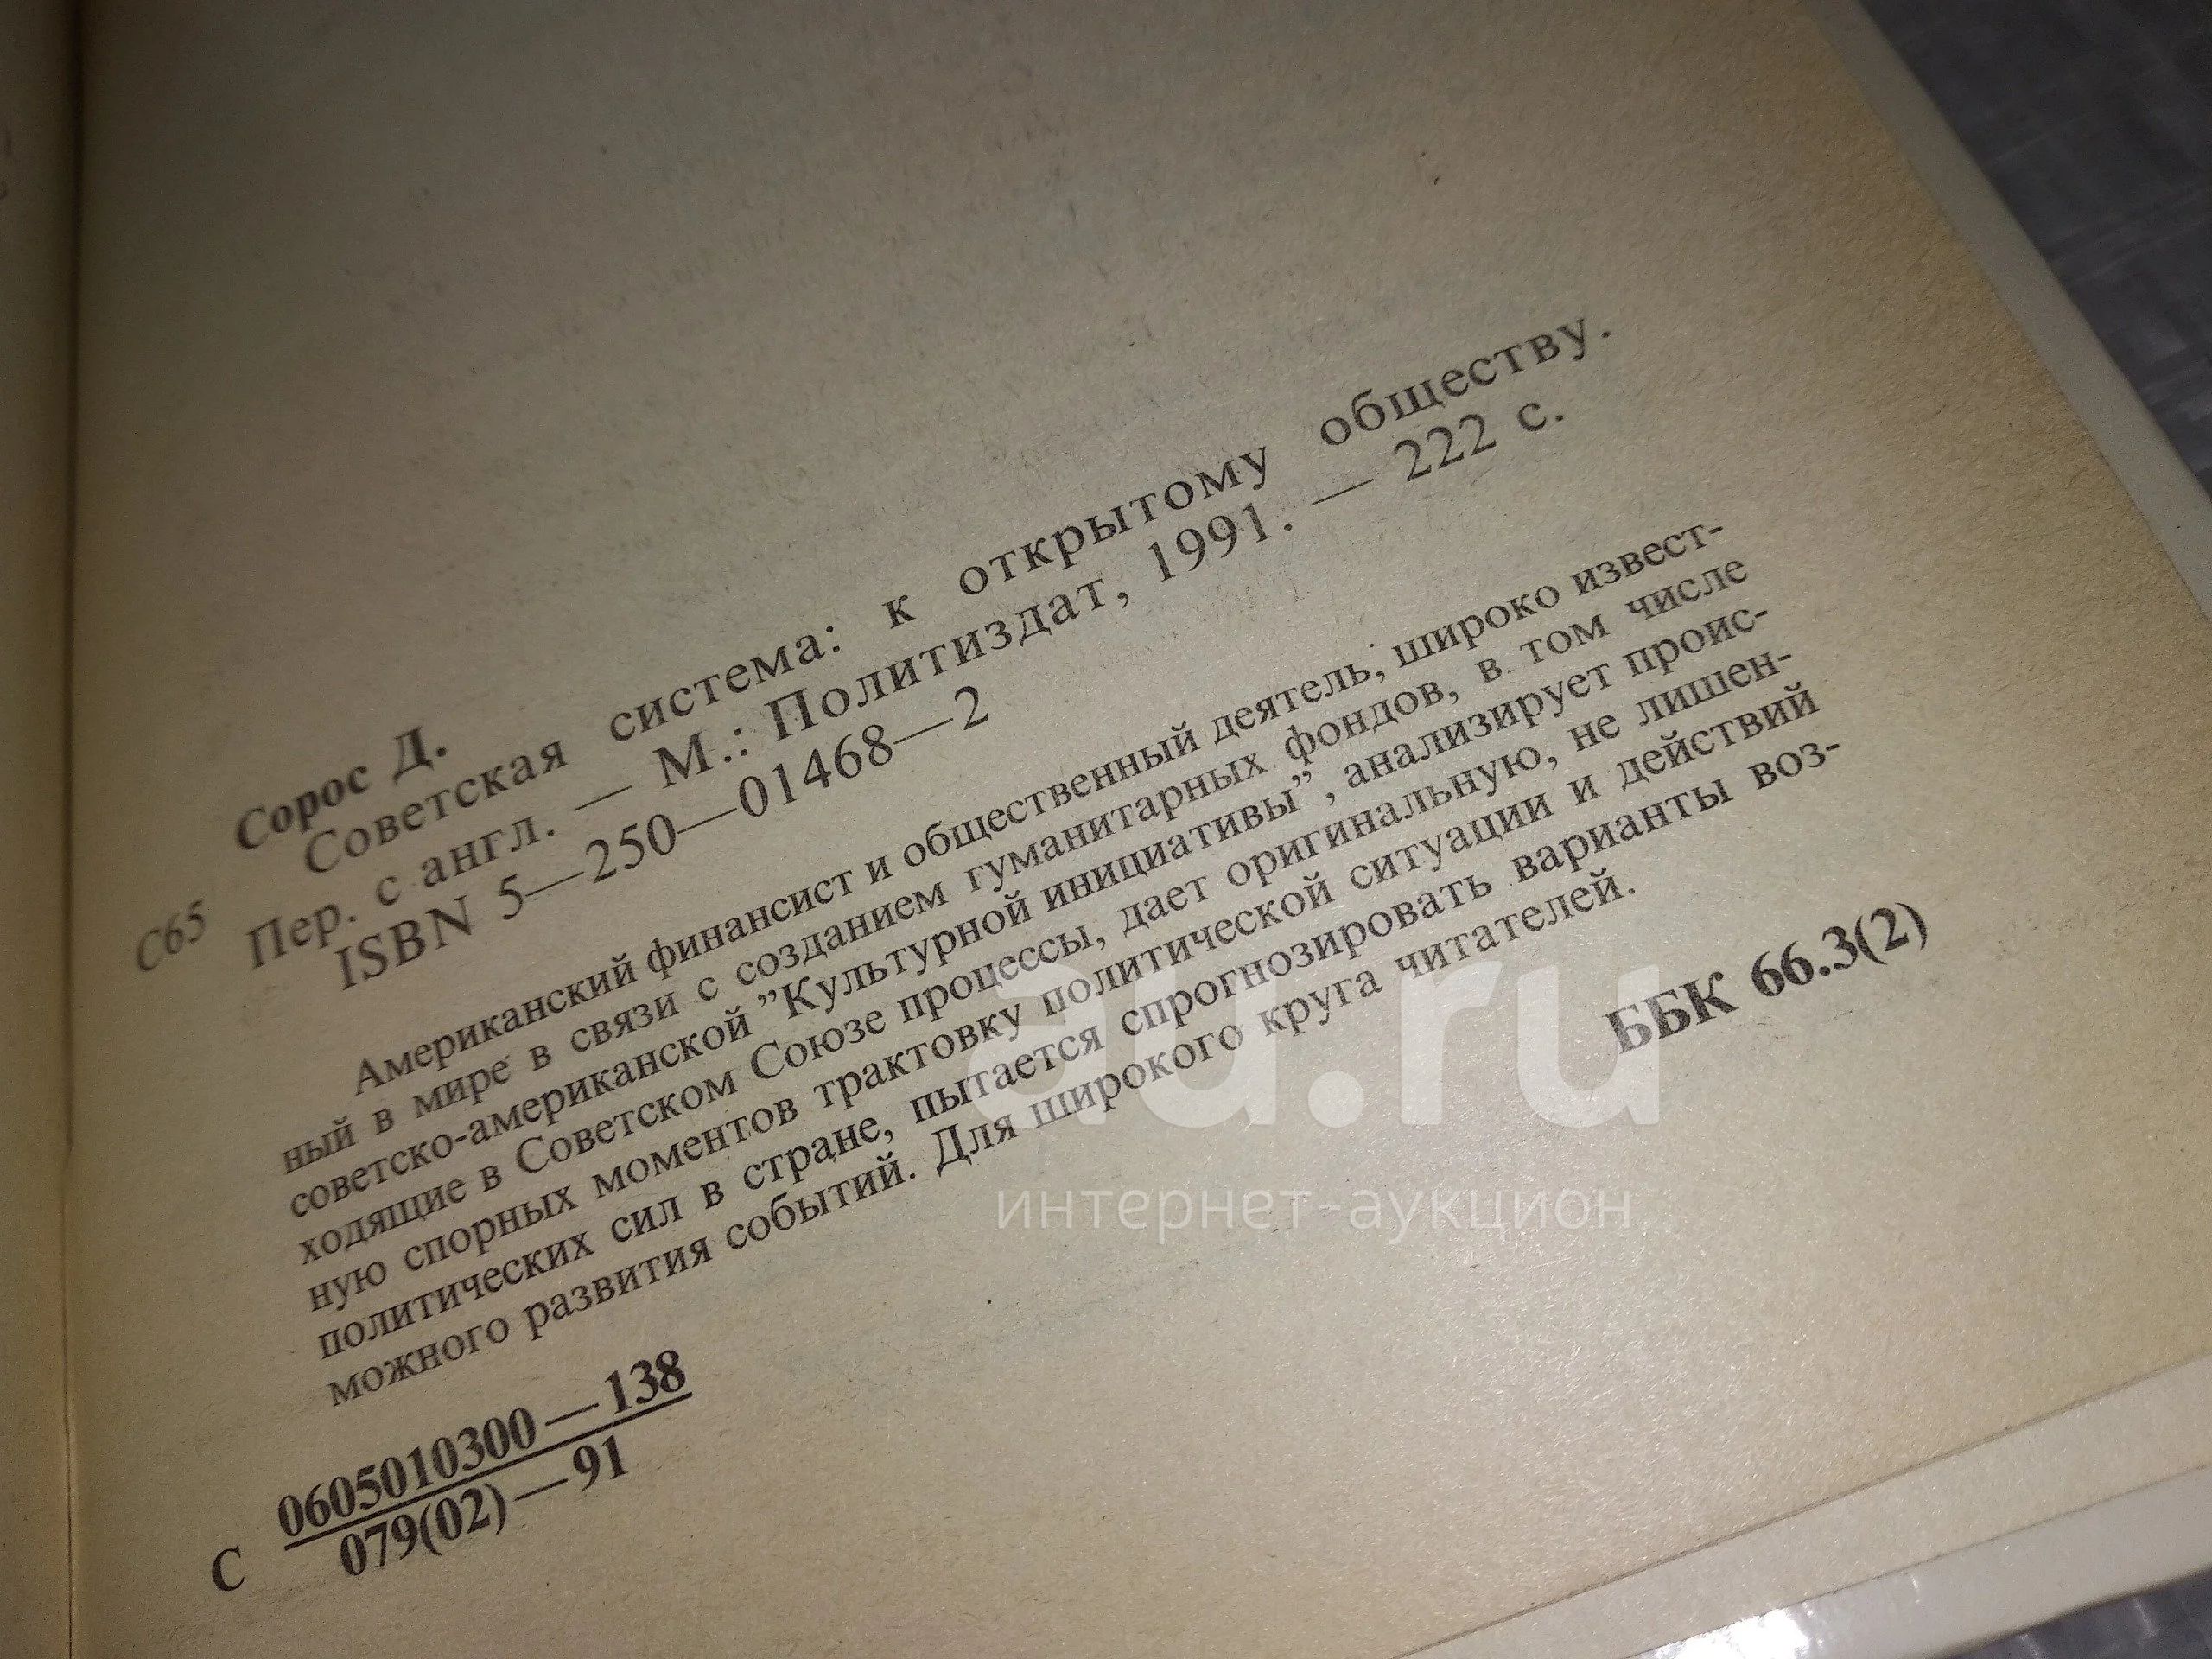 Сорос Д.
С65
Советская система: к открытому обществу.
Пер. с англ. — М.: Политиздат, 1991. — 222 с.
ISBN 5—250—01468—2
Американский финансист и общественный деятель, широко извест-
ный в мире в связи с созданием гуманитарных фондов, в том числе
советско-американской ”Культурной инициативы”, анализирует проис-
ходящие в Советском Союзе процессы, дает оригинальную, не лишен-
ную спорных моментов трактовку политической ситуации и действий
политических сил в стране, пытается спрогнозировать варианты воз-
можного развития событий. Для широкого круга читателей.
С 0605010300—138
079(02)—91
ББК 66.3(2)
au.ru
интернет-аукцион